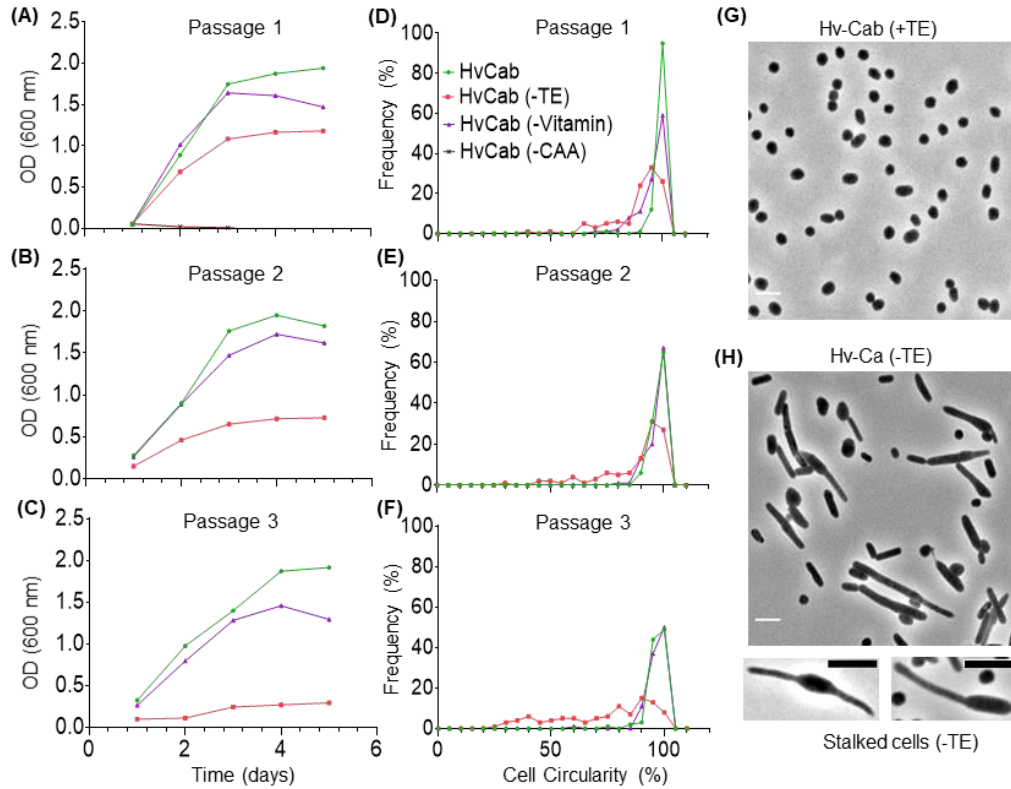 (A)
Passage 1
2.5
2.0
1.5
1.0
0.5
0.0
OD (600 nm)
(B)
Passage 2
2.5
2.0
1.5
1.0
0.5
0.0
OD (600 nm)
(C)
Passage 3
2.5
2.0
1.5
1.0
0.5
0.0
OD (600 nm)
0 2 4 6
Time (days)
(D)
Passage 1
100
80
60
40
20
0
Frequency (%)
HvCab
HvCab (-TE)
HvCab (-Vitamin)
HvCab (-CAA)
(E)
Passage 2
100
80
60
40
20
0
Frequency (%)
(F)
Passage 3
100
80
60
40
20
0
Frequency (%)
0 50 100
Cell Circularity (%)
(G)
Hv-Cab (+TE)
(H)
Hv-Ca (-TE)
Stalked cells (-TE)